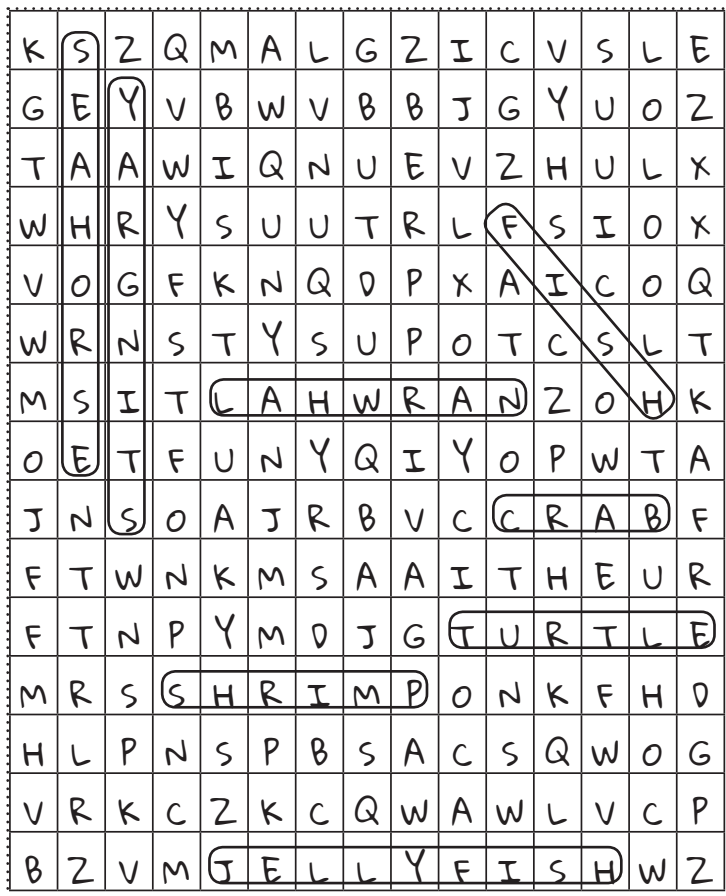 K S Z Q M A L G Z I C V S L E
G E Y V B W V B B J G Y U O Z
T A A W I Q N U E V Z H U L X
W H R Y S U U T R L F S I O X
V O G F K N Q D P X A I C O Q
W R N S T Y S U P O T C S L T
M S I T L A H W R A N Z O H K
O E T F U N Y Q I Y O P W T A
J N S O A J R B V C C R A B F
F T W N K M S A A I T H E U R
F T N P Y M D J G T U R T L E
M R S S H R I M P O N K F H D
H L P N S P B S A C S Q W O G
V R K C Z K C Q W A W L V C P
B Z V M J E L L Y F I S H W Z